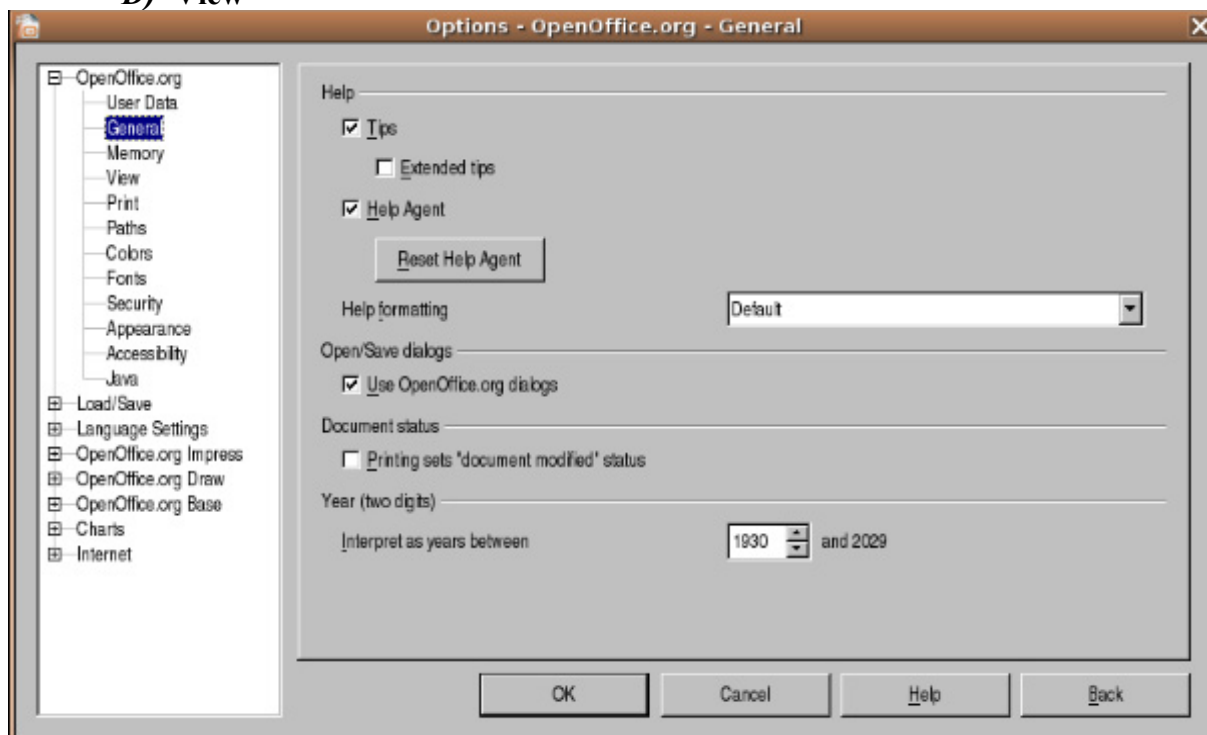 D) View
Options - OpenOffice.org - General
OpenOffice.org
User Data
General
Memory
View
Print
Paths
Colors
Fonts
Security
Appearance
Accessibility
Java
Load/Save
Language Settings
OpenOffice.org Impress
OpenOffice.org Draw
OpenOffice.org Base
Charts
Internet
Help
Tips
Extended tips
Help Agent
Reset Help Agent
Help formatting Default
Open/Save dialogs
Use OpenOffice.org dialogs
Document status
Printing sets "document modified" status
Year (two digits)
Interpret as years between 1930 and 2029
OK Cancel Help Back